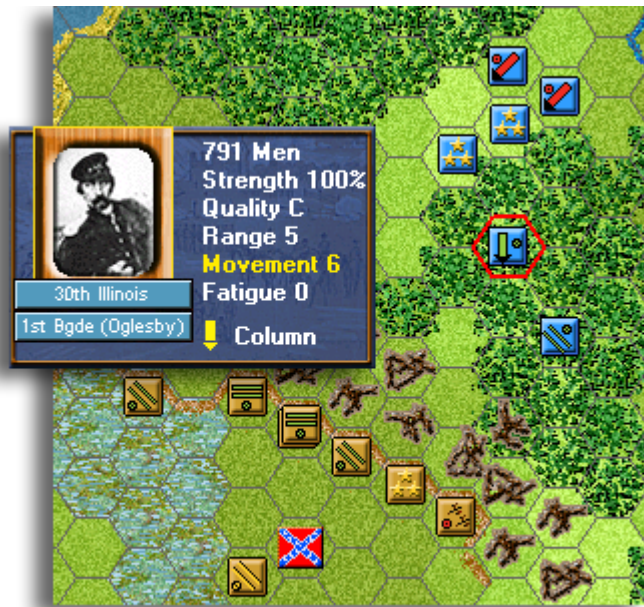 791 Men
Strength 100%
Quality C
Range 5
Movement 6
Fatigue 0
Column
30th Illinois
1st Bgde (Oglesby)